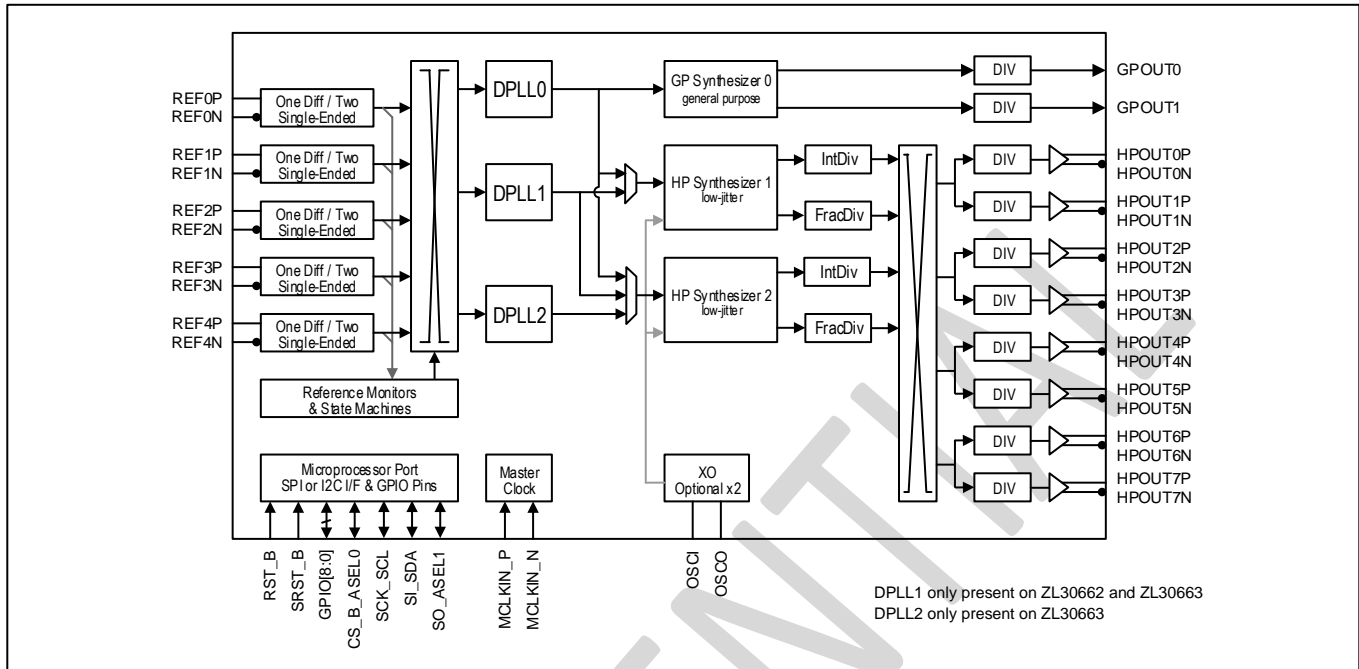 REF0P
REF0N
One Diff / Two
Single-Ended
REF1P
REF1N
One Diff / Two
Single-Ended
REF2P
REF2N
One Diff / Two
Single-Ended
REF3P
REF3N
One Diff / Two
Single-Ended
REF4P
REF4N
One Diff / Two
Single-Ended
Reference Monitors
& State Machines
DPLL0
DPLL1
DPLL2
GP Synthesizer 0
general purpose
HP Synthesizer 1
low-jitter
HP Synthesizer 2
low-jitter
IntDiv
FracDiv
IntDiv
FracDiv
DIV
DIV
DIV
DIV
DIV
DIV
DIV
DIV
DIV
DIV
GPOUT0
GPOUT1
HPOUT0P
HPOUT0N
HPOUT1P
HPOUT1N
HPOUT2P
HPOUT2N
HPOUT3P
HPOUT3N
HPOUT4P
HPOUT4N
HPOUT5P
HPOUT5N
HPOUT6P
HPOUT6N
HPOUT7P
HPOUT7N
Microprocessor Port
SPI or I2C I/F & GPIO Pins
Master
Clock
XO
Optional x2
RST_B
SRST_B
GPIO[8:0]
CS_B_ASEL0
SCK_SCL
SI_SDA
SO_ASEL1
MCLKIN_P
MCLKIN_N
OSCI
OSCO
DPLL1 only present on ZL30662 and ZL30663
DPLL2 only present on ZL30663
ENTIAL